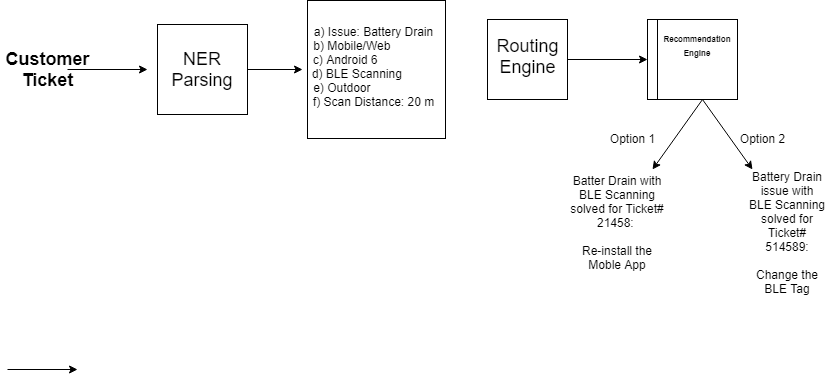 Customer
Ticket
NER
Parsing
a) Issue: Battery Drain
b) Mobile/Web
c) Android 6
d) BLE Scanning
e) Outdoor
f) Scan Distance: 20 m
Routing
Engine
Recommendation
Engine
Option 1
Option 2
Batter Drain with
BLE Scanning
solved for Ticket#
21458:
Re-install the
Moble App
Battery Drain
issue with
BLE Scanning
solved for
Ticket#
514589:
Change the
BLE Tag